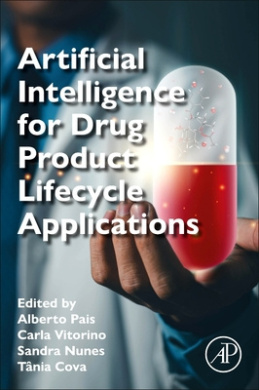 Artificial
Intelligence
for Drug
Product
Lifecycle
Applications
Edited by
Alberto Pais
Carla Vitorino
Sandra Nunes
Tânia Cova
AP